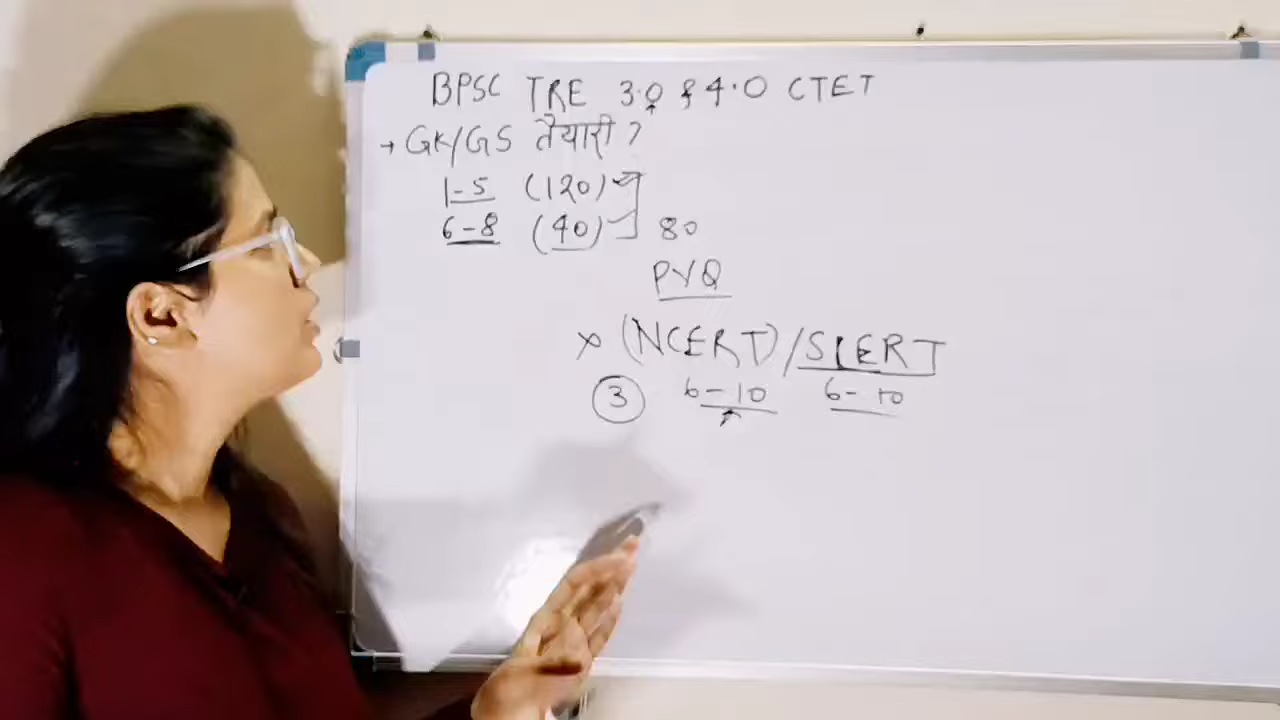 BPSC TRE 3.0 & 4.0 CTET
→ GK/GS तैयारी ?
1-5 (120)
6-8 (40) 80
PYQ
x (NCERT)/SCERT
3 6-10 6-10